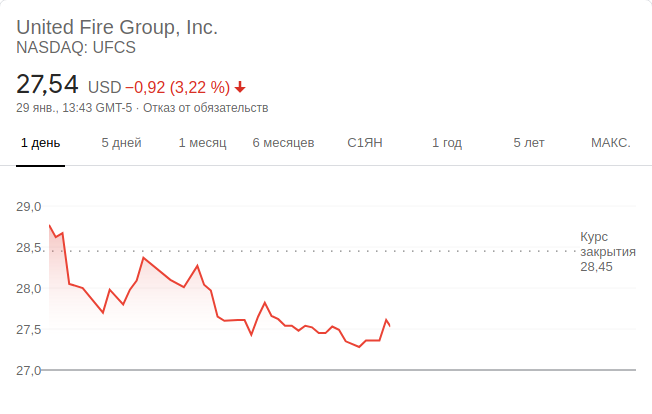 United Fire Group, Inc.
NASDAQ: UFCS
27,54 USD −0,92 (3,22 %)
29 янв., 13:43 GMT-5 · Отказ от обязательств
1 день 5 дней 1 месяц 6 месяцев С1ЯН 1 год 5 лет МАКС.
29,0
28,5
Курс
закрытия
28,45
28,0
27,5
27,0